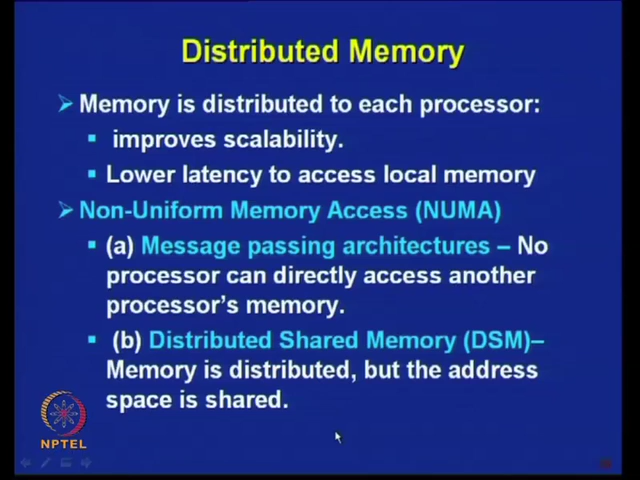 Distributed Memory
Memory is distributed to each processor:
improves scalability.
Lower latency to access local memory
Non-Uniform Memory Access (NUMA)
(a) Message passing architectures – No
processor can directly access another
processor's memory.
(b) Distributed Shared Memory (DSM)–
Memory is distributed, but the address
space is shared.
NPTEL